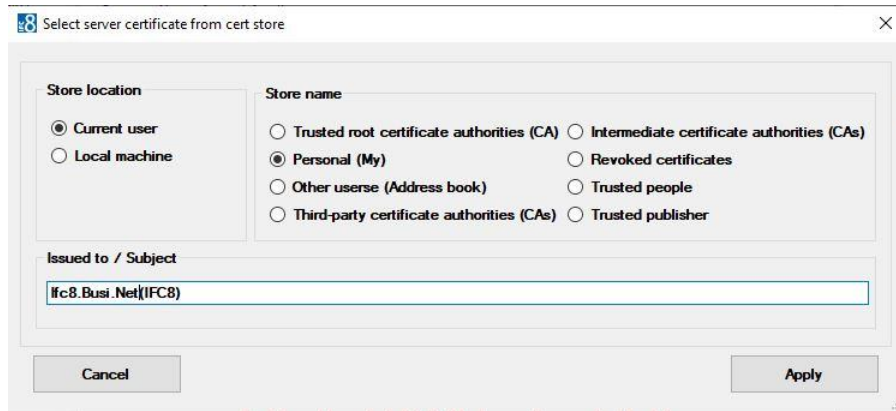 Select server certificate from cert store
Store location
Current user
Local machine
Store name
Trusted root certificate authorities (CA)
Intermediate certificate authorities (CAs)
Personal (My)
Revoked certificates
Other userse (Address book)
Trusted people
Third-party certificate authorities (CAs)
Trusted publisher
Issued to / Subject
Ifc8.Busi.Net(IFC8)
Cancel
Apply